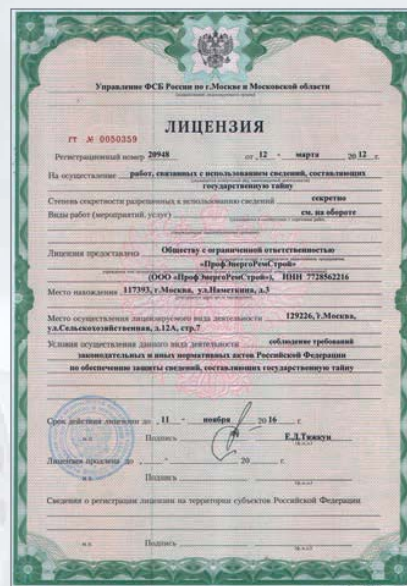 Управление ФСБ России по г.Москве и Московской области
ЛИЦЕНЗИЯ
ГТ № 0050359
Регистрационный номер 20948 от „ 12 “ марта 20 12 г.
На осуществление работ, связанных с использованием сведений, составляющих
государственную тайну
Степень секретности разрешенных к использованию сведений секретно
Виды работ (мероприятий, услуг) см. на обороте
Лицензия предоставлена Обществу с ограниченной ответственностью
«ПрофЭнергоРемСтрой»
(ООО «ПрофЭнергоРемСтрой»), ИНН 7728562216
Место нахождения 117393, г.Москва, ул.Наметкина, д.3
Место осуществления лицензируемого вида деятельности 129226, г.Москва,
ул.Сельскохозяйственная, д.12А, стр.7
Условия осуществления данного вида деятельности соблюдение требований
законодательных и иных нормативных актов Российской Федерации
по обеспечению защиты сведений, составляющих государственную тайну
Срок действия лицензии до „ 11 “ ноября 20 16 г.
м.п. Подпись
Лицензия продлена до „ “ 20 г.
м.п. Подпись
Сведения о регистрации лицензии на территории субъектов Российской Федерации
м.п. Подпись